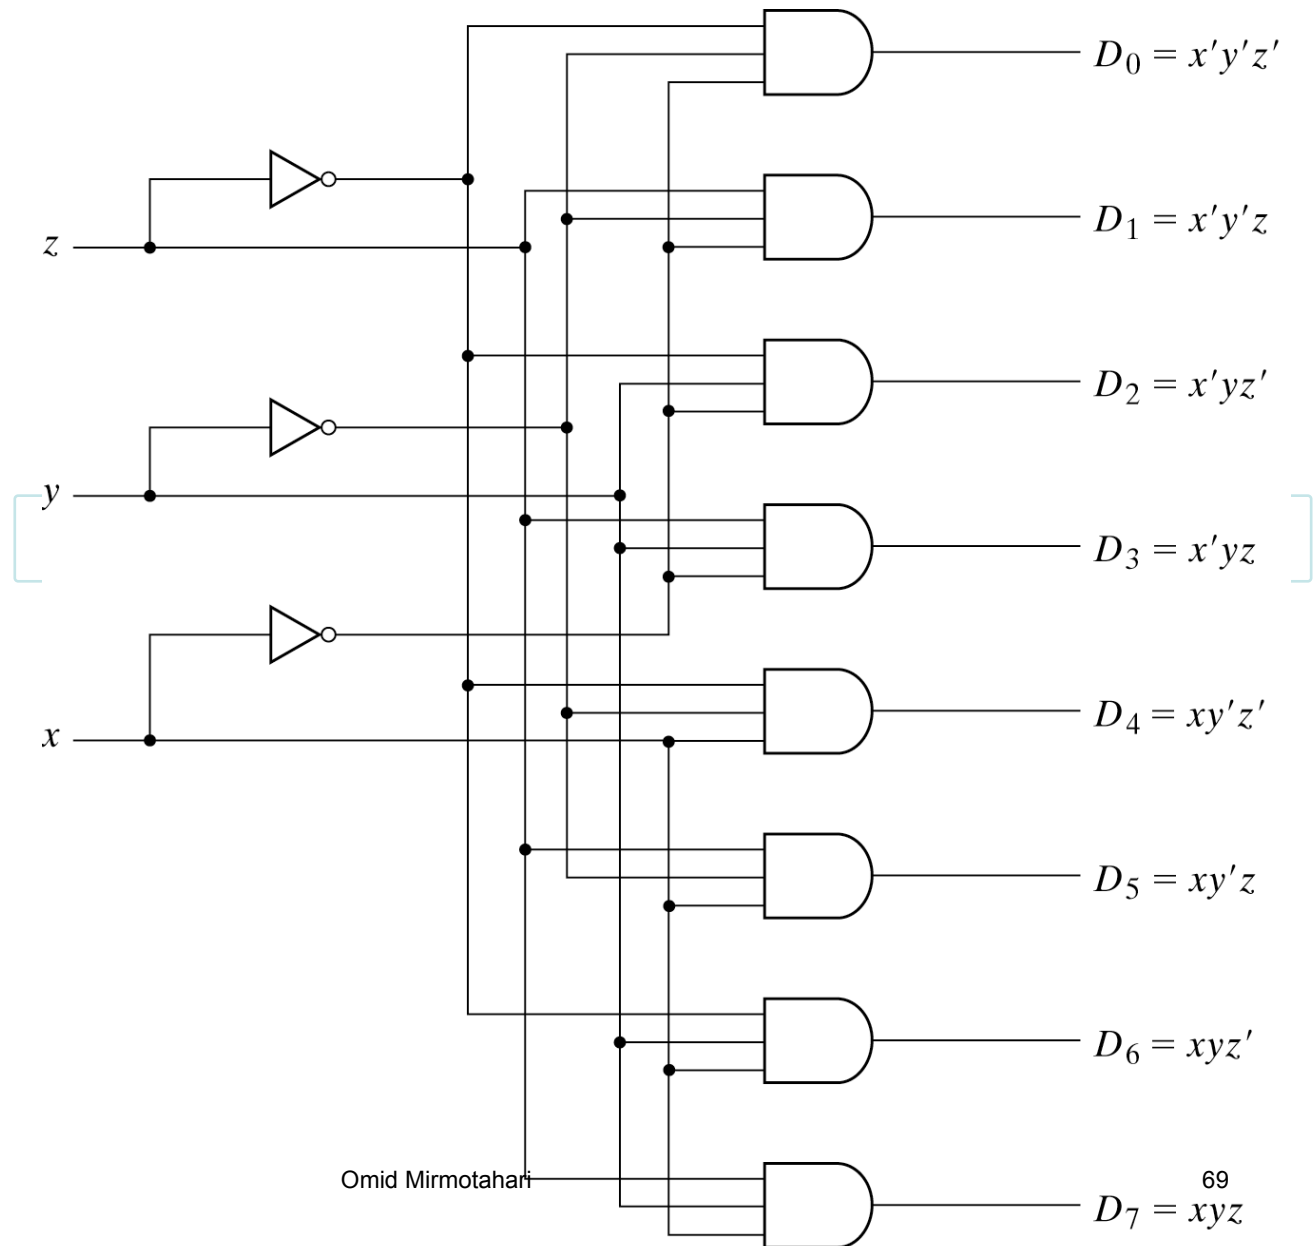 D₀ = x′y′z′
z
D₁ = x′y′z
D₂ = x′yz′
y
D₃ = x′yz
x
D₄ = xy′z′
D₅ = xy′z
D₆ = xyz′
Omid Mirmotahari
69
D₇ = xyz